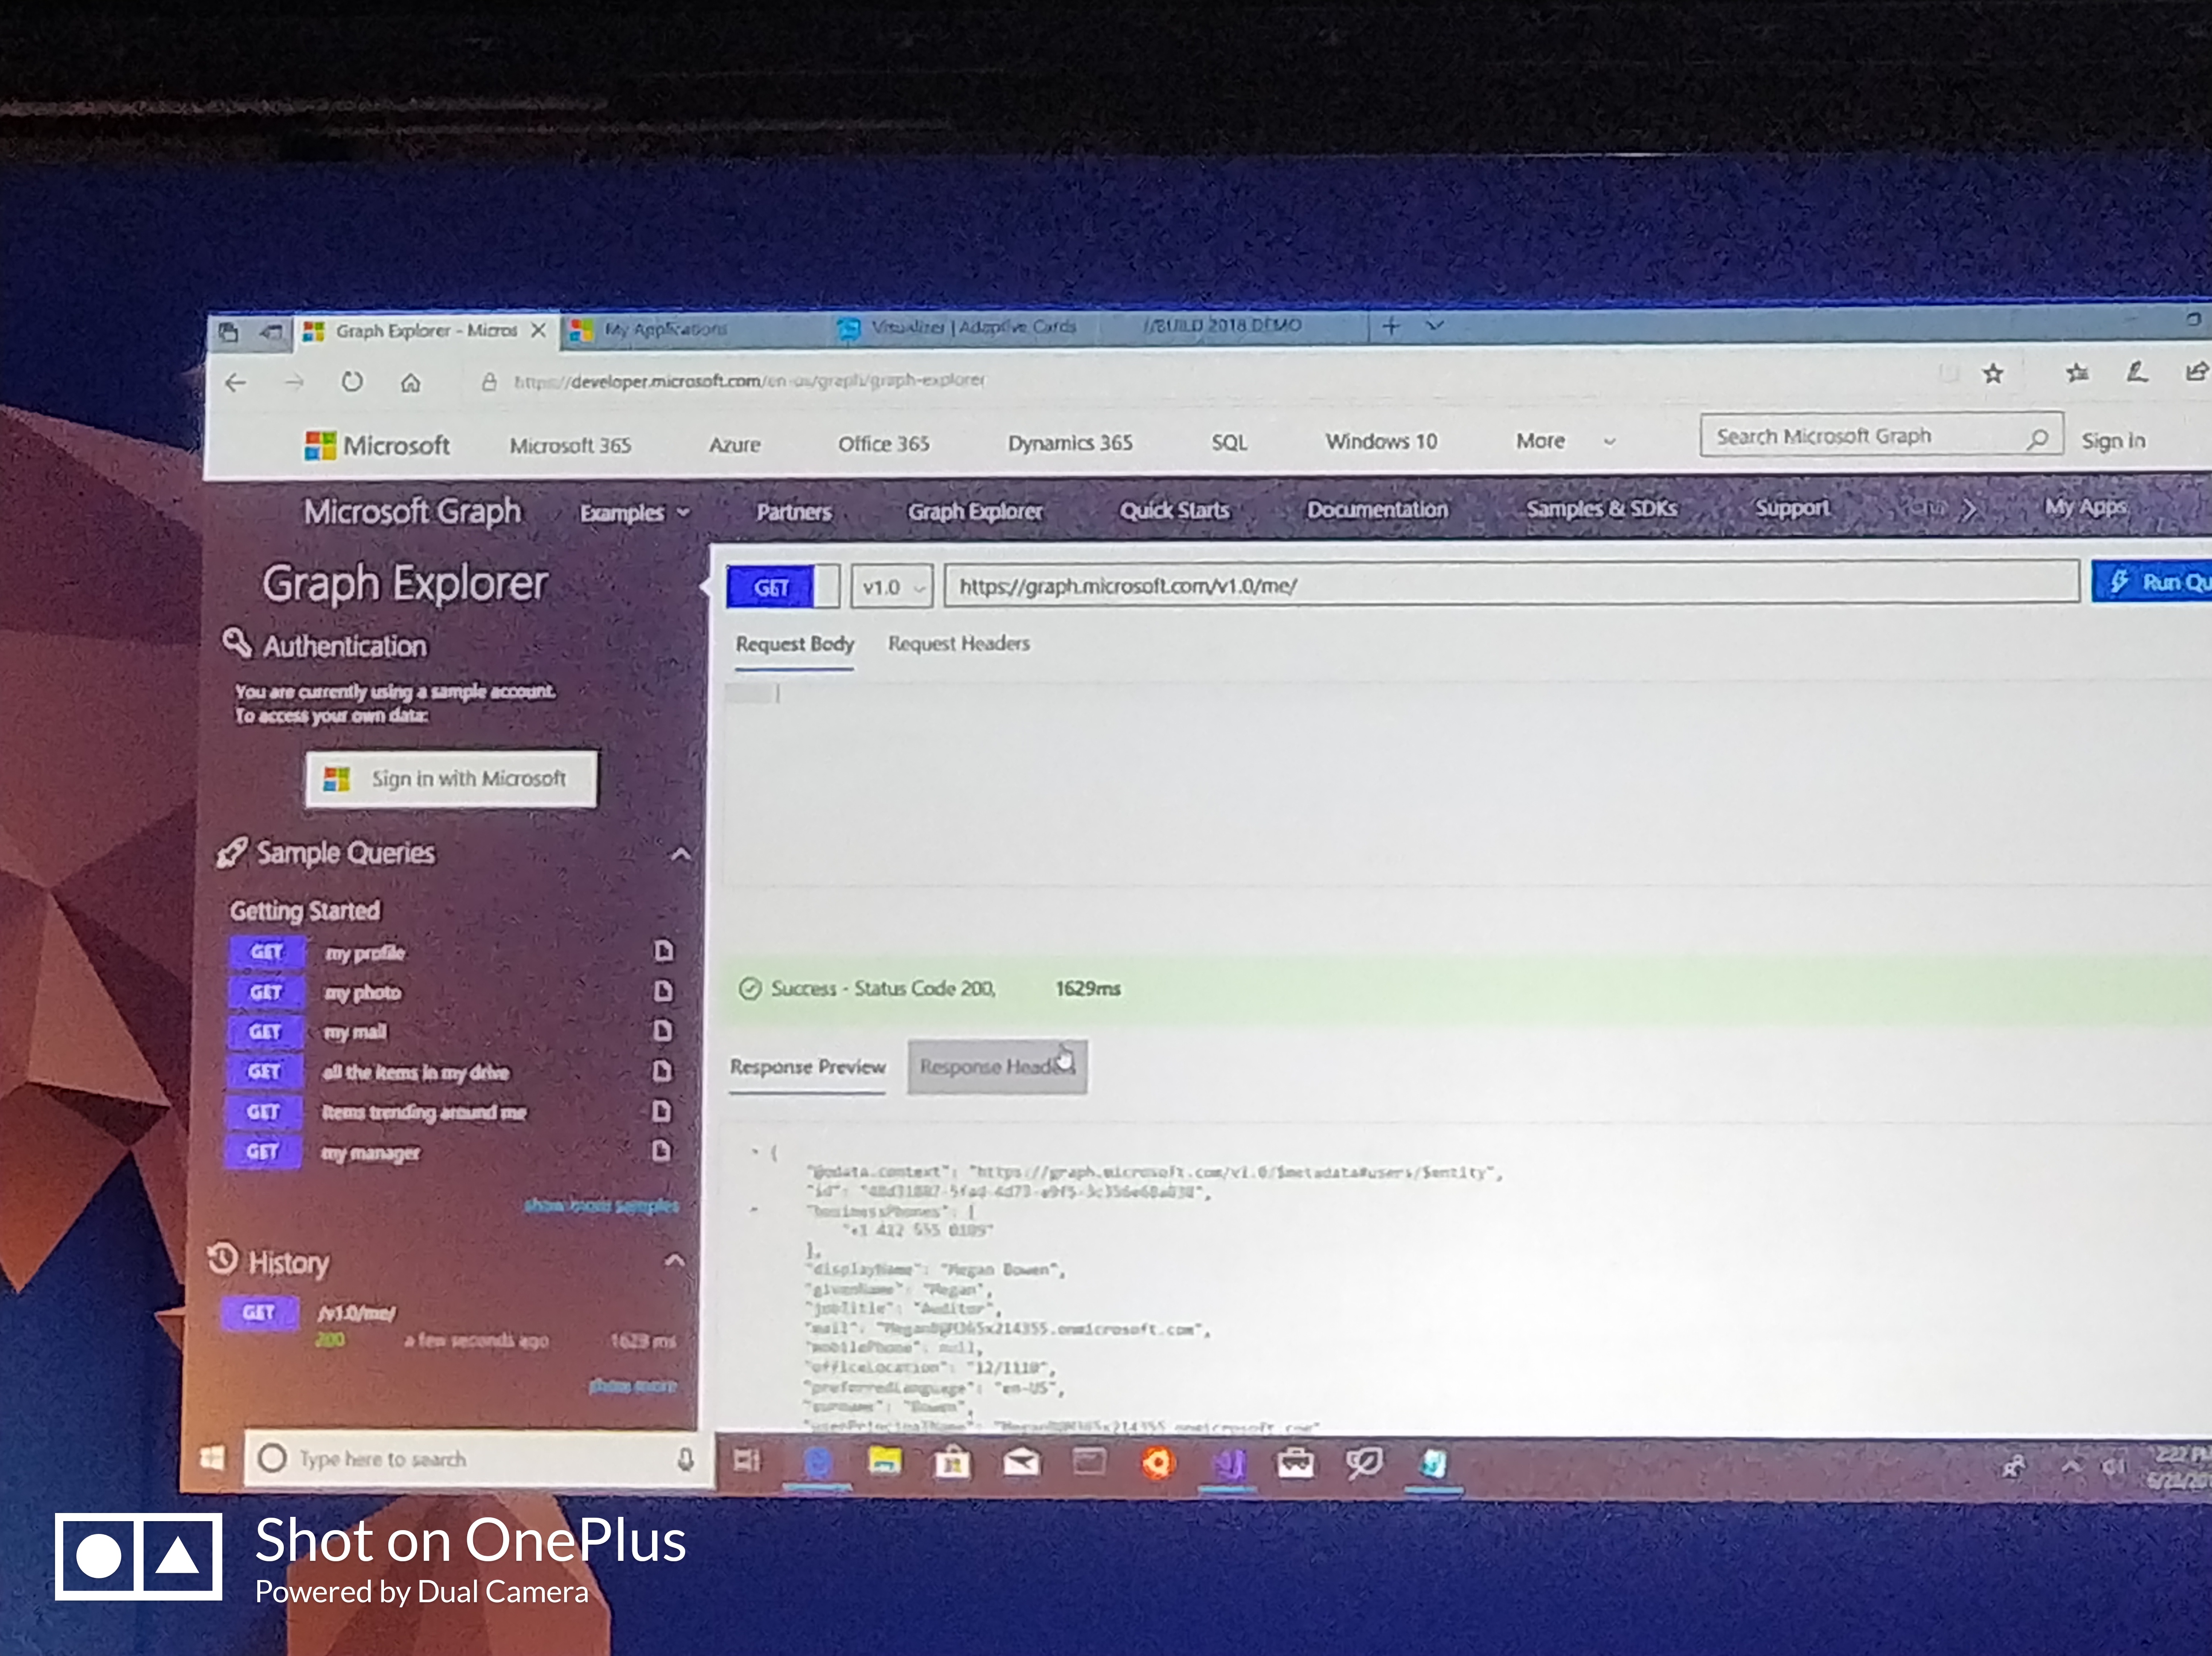 Graph Explorer - Micros
My Applications
Visualizer | Adaptive Cards
//BUILD 2018 DEMO
https://developer.microsoft.com/en-us/graph/graph-explorer
Microsoft
Microsoft 365
Azure
Office 365
Dynamics 365
SQL
Windows 10
More
Search Microsoft Graph
Sign in
Microsoft Graph
Examples
Partners
Graph Explorer
Quick Starts
Documentation
Samples & SDKs
Support
My Apps
Graph Explorer
Authentication
You are currently using a sample account.
To access your own data:
Sign in with Microsoft
Sample Queries
Getting Started
GET my profile
GET my photo
GET my mail
GET all the items in my drive
GET items trending around me
GET my manager
show more samples
History
GET /v1.0/me/
200 a few seconds ago 1629 ms
show more
GET
v1.0
https://graph.microsoft.com/v1.0/me/
Run Qu
Request Body
Request Headers
Success - Status Code 200, 1629ms
Response Preview
Response Head
{
"@odata.context": "https://graph.microsoft.com/v1.0/$metadata#users/$entity",
"id":
"businessPhones": [
"+1 412 555 0109"
],
"displayName": "Megan Bowen",
"givenName": "Megan",
"jobTitle": "Auditor",
"mail": "MeganB@M365x214355.onmicrosoft.com",
"mobilePhone": null,
"officeLocation": "12/1110",
"preferredLanguage": "en-US",
"surname": "Bowen",
"userPrincipalName": "MeganB@M365x214355.onmicrosoft.com"
Type here to search
2:22 PM
Shot on OnePlus
Powered by Dual Camera